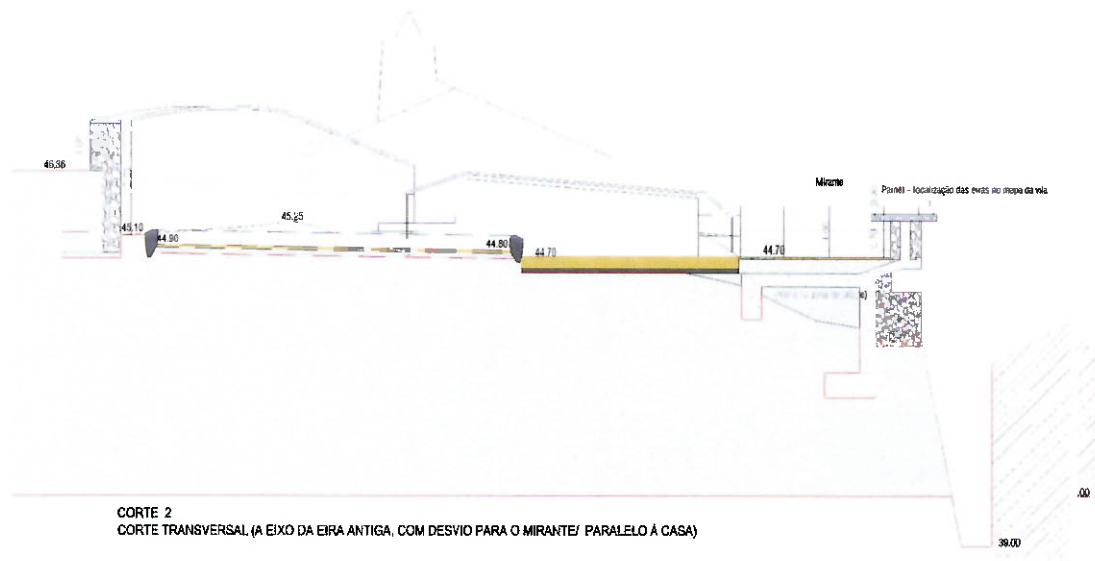 46,36
Mirante
Painel - localização das eiras no mapa da vila
45,10
44.90
44.80
44.70
44.70
.00
39.00
CORTE 2
CORTE TRANSVERSAL (A EIXO DA EIRA ANTIGA, COM DESVIO PARA O MIRANTE/ PARALELO À CASA)